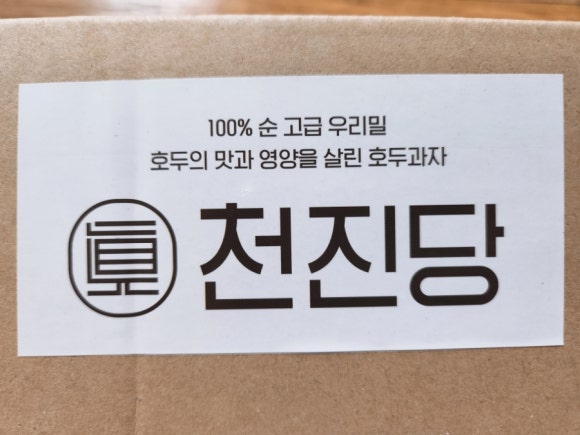 100% 순 고급 우리밀
호두의 맛과 영양을 살린 호두과자
眞 천진당